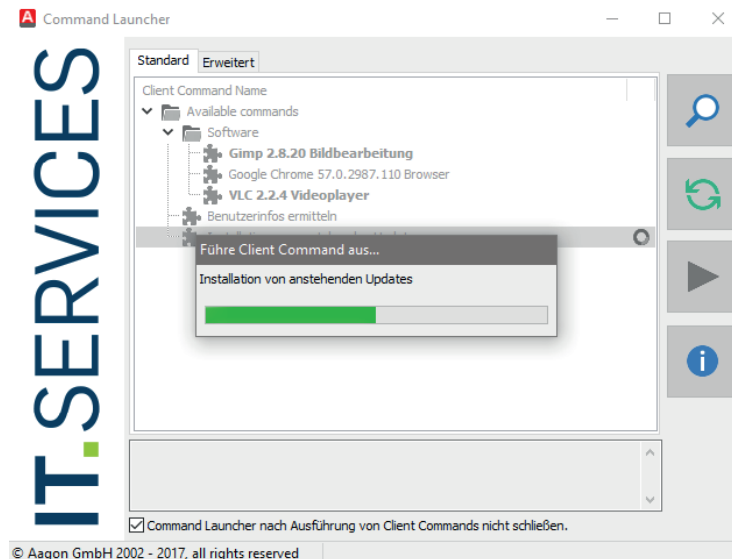 Command Launcher
IT.SERVICES
Standard Erweitert
Client Command Name
Available commands
Software
Gimp 2.8.20 Bildbearbeitung
Google Chrome 57.0.2987.110 Browser
VLC 2.2.4 Videoplayer
Benutzerinfos ermitteln
Führe Client Command aus...
Installation von anstehenden Updates
Command Launcher nach Ausführung von Client Commands nicht schließen.
© Aagon GmbH 2002 - 2017, all rights reserved